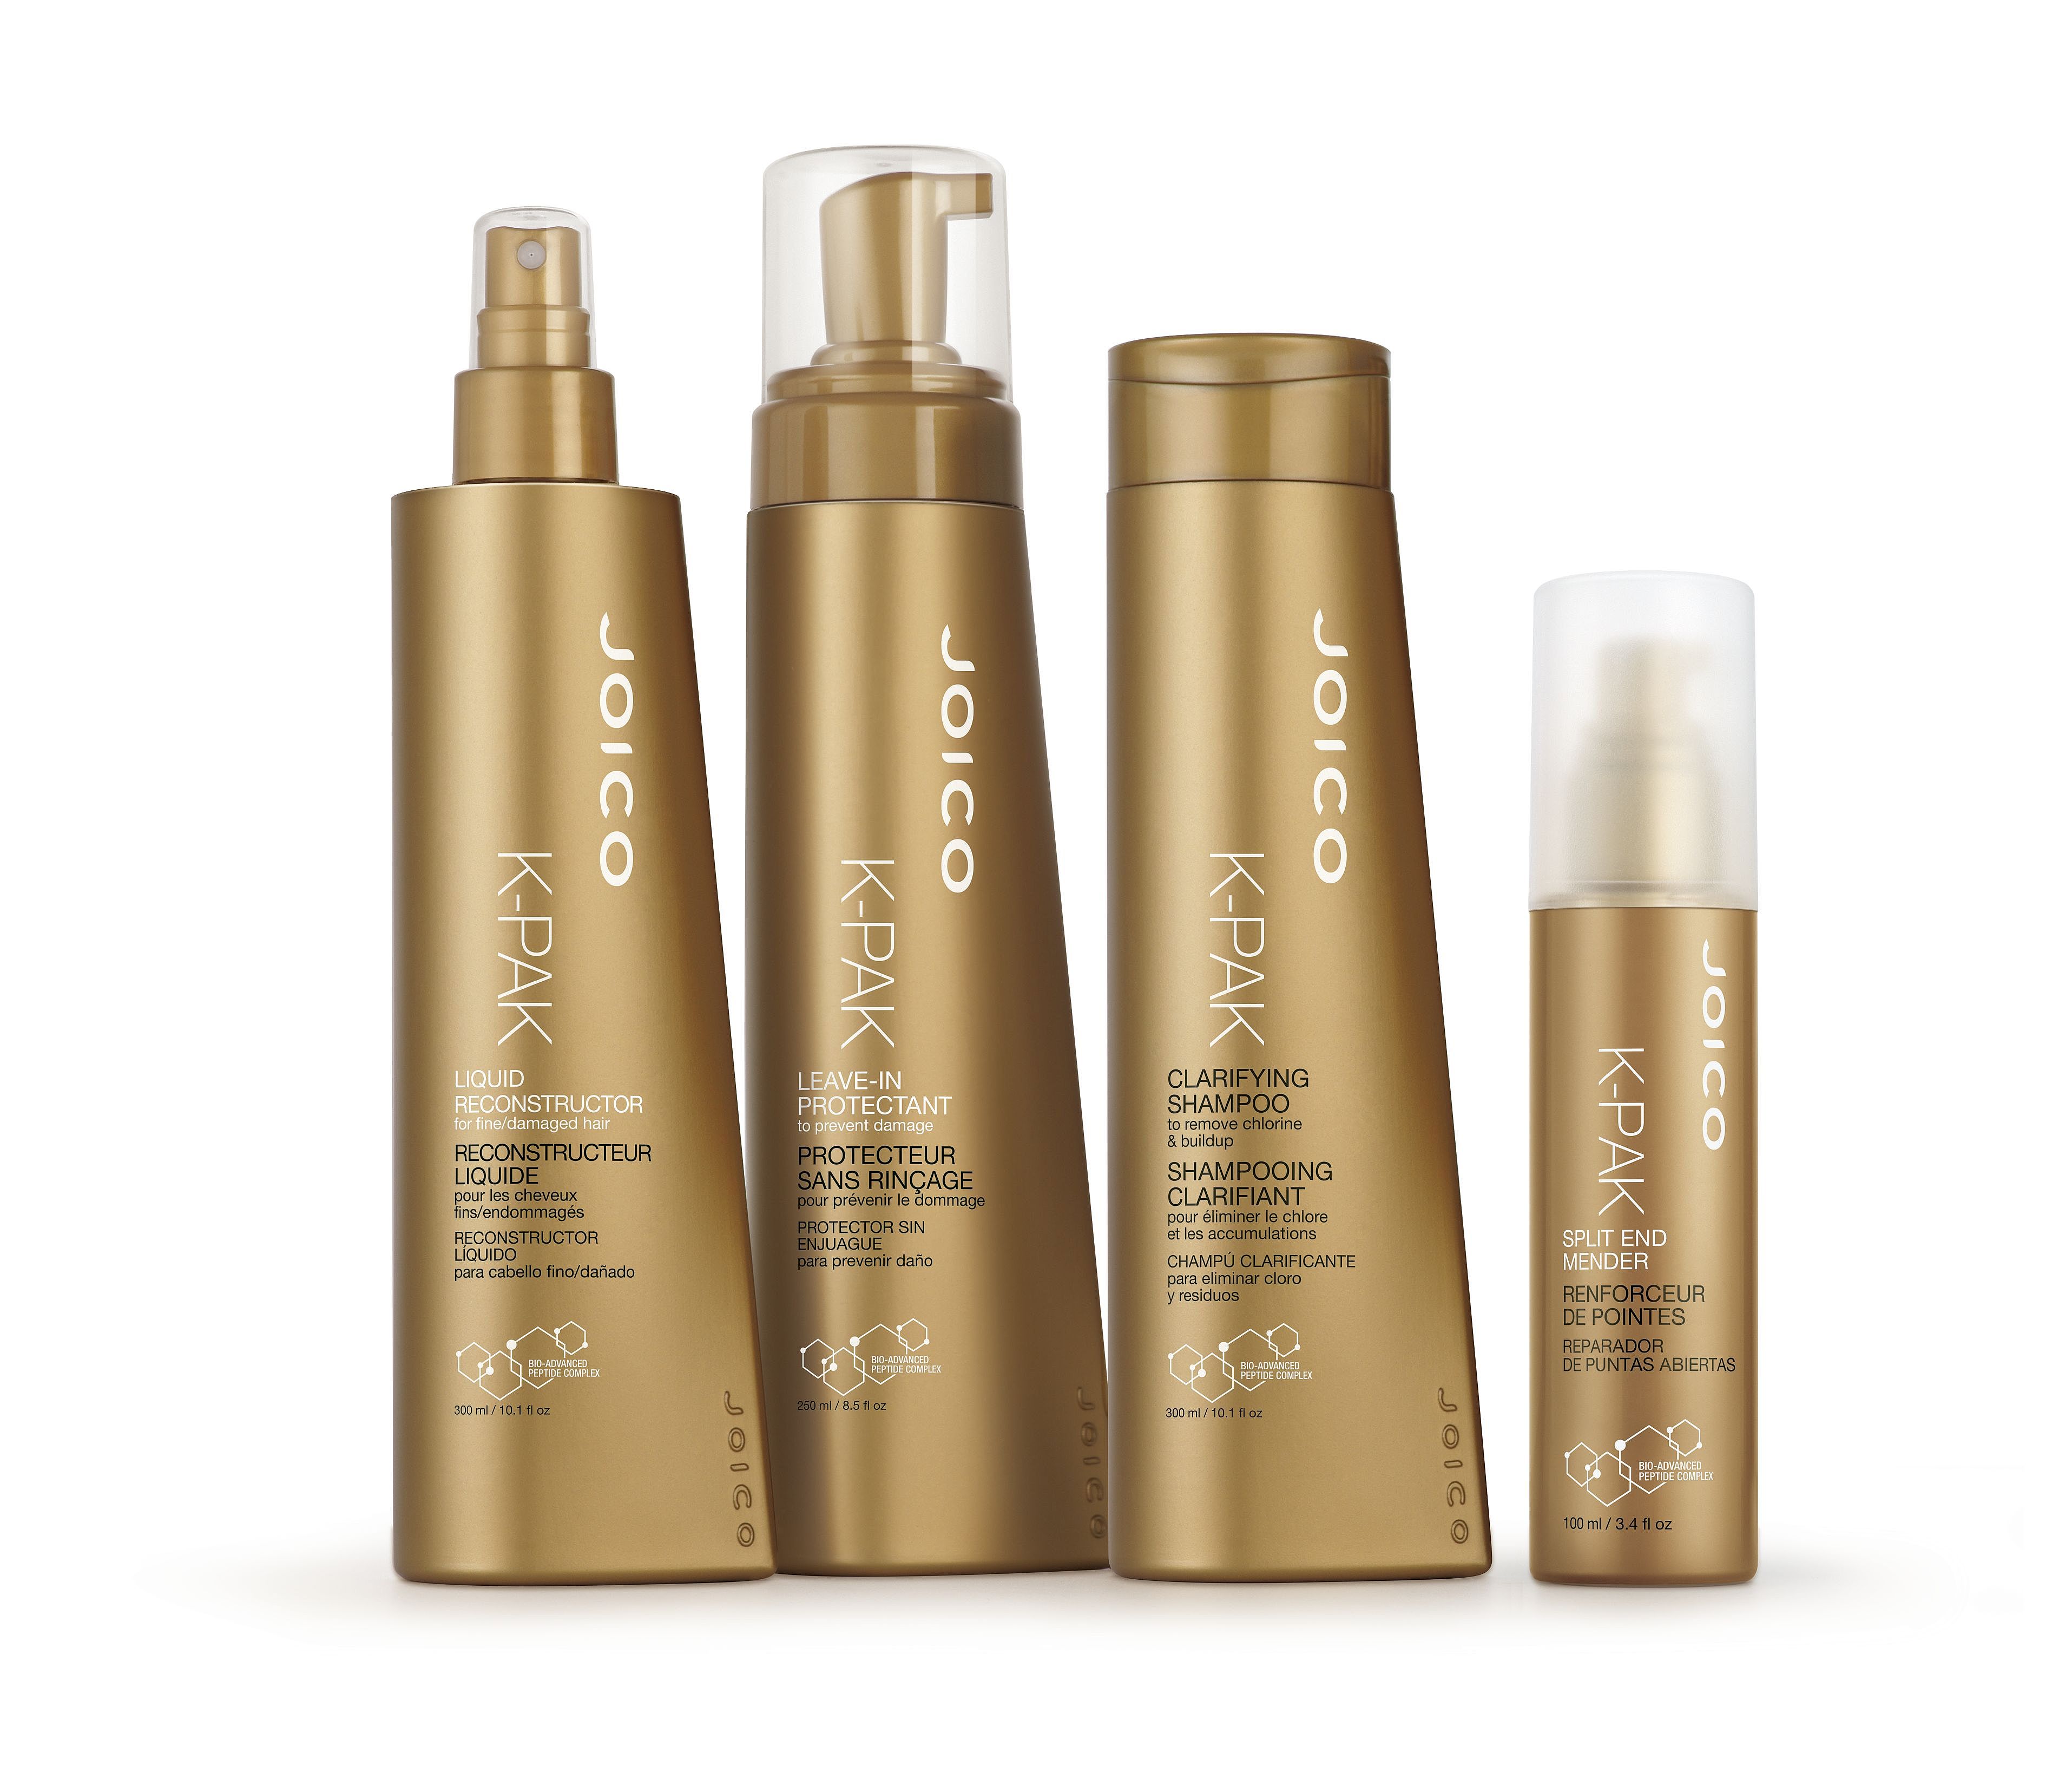 JOICO
K-PAK
LIQUID
RECONSTRUCTOR
for fine/damaged hair
RECONSTRUCTEUR
LIQUIDE
pour les cheveux
fins/endommagés
RECONSTRUCTOR
LÍQUIDO
para cabello fino/dañado
BIO-ADVANCED
PEPTIDE COMPLEX
300 ml / 10.1 fl oz
JOICO
JOICO
K-PAK
LEAVE-IN
PROTECTANT
to prevent damage
PROTECTEUR
SANS RINÇAGE
pour prévenir le dommage
PROTECTOR SIN
ENJUAGUE
para prevenir daño
BIO-ADVANCED
PEPTIDE COMPLEX
250 ml / 8.5 fl oz
JOICO
JOICO
K-PAK
CLARIFYING
SHAMPOO
to remove chlorine
& buildup
SHAMPOOING
CLARIFIANT
pour éliminer le chlore
et les accumulations
CHAMPÚ CLARIFICANTE
para eliminar cloro
y residuos
BIO-ADVANCED
PEPTIDE COMPLEX
300 ml / 10.1 fl oz
JOICO
JOICO
K-PAK
SPLIT END
MENDER
RENFORCEUR
DE POINTES
REPARADOR
DE PUNTAS ABIERTAS
BIO-ADVANCED
PEPTIDE COMPLEX
100 ml / 3.4 fl oz